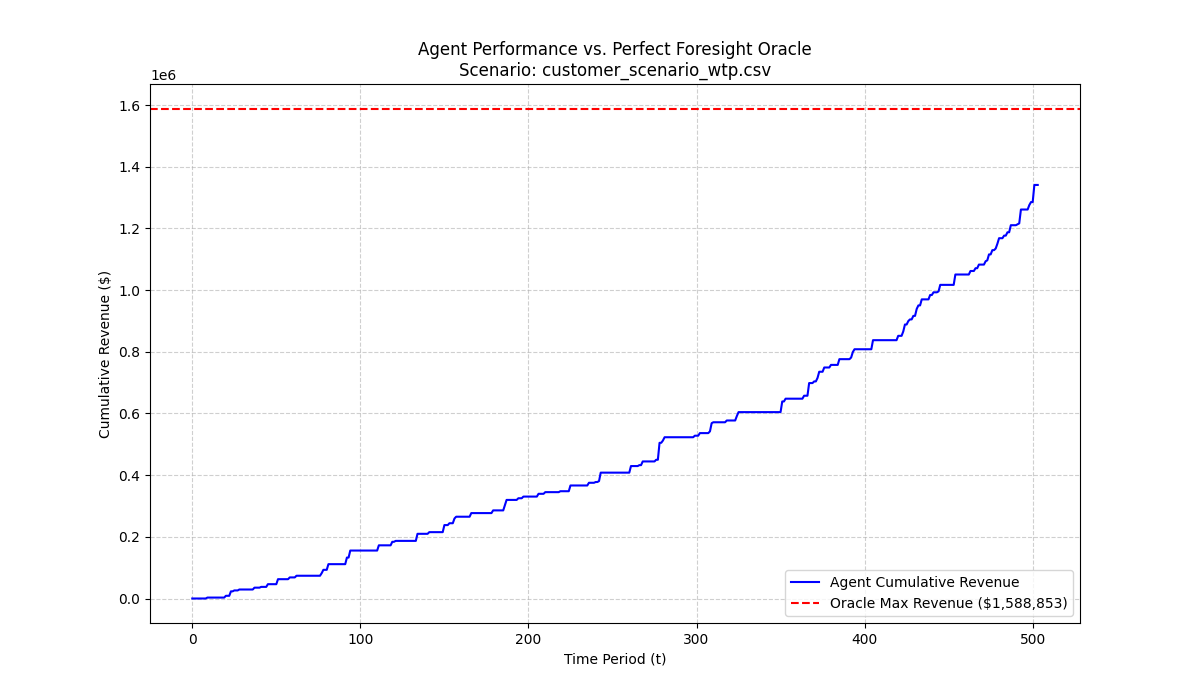 Agent Performance vs. Perfect Foresight Oracle
Scenario: customer_scenario_wtp.csv
1e6
1.6
1.4
1.2
1.0
0.8
0.6
0.4
0.2
0.0
Cumulative Revenue ($)
Agent Cumulative Revenue
Oracle Max Revenue ($1,588,853)
0 100 200 300 400 500
Time Period (t)